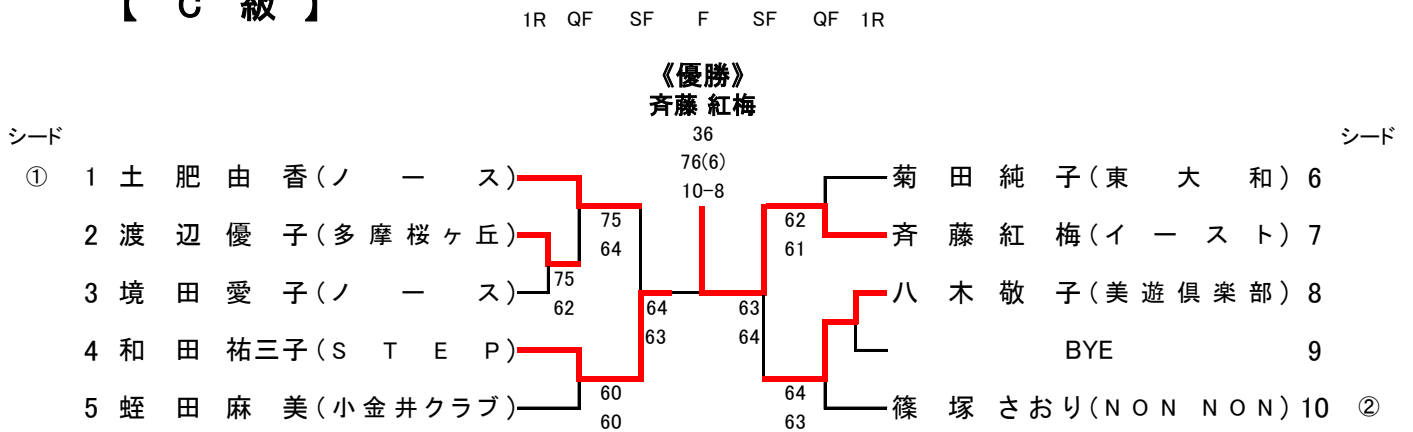 【 C 級 】
1R QF SF F SF QF 1R
《優勝》
斉藤 紅梅
シード 36 シード
76(6)
① 1 土 肥 由 香(ノ ー ス) 菊 田 純 子(東 大 和) 6
10-8
75 62
2 渡 辺 優 子(多摩桜ヶ丘) 斉 藤 紅 梅(イ ー ス ト) 7
64 61
75
3 境 田 愛 子(ノ ー ス) 八 木 敬 子(美遊倶楽部) 8
62 64 63
63 64
4 和 田 祐三子(S T E P) BYE 9
60 64
5 蛭 田 麻 美(小金井クラブ) 篠 塚 さおり(NON NON) 10 ②
60 63